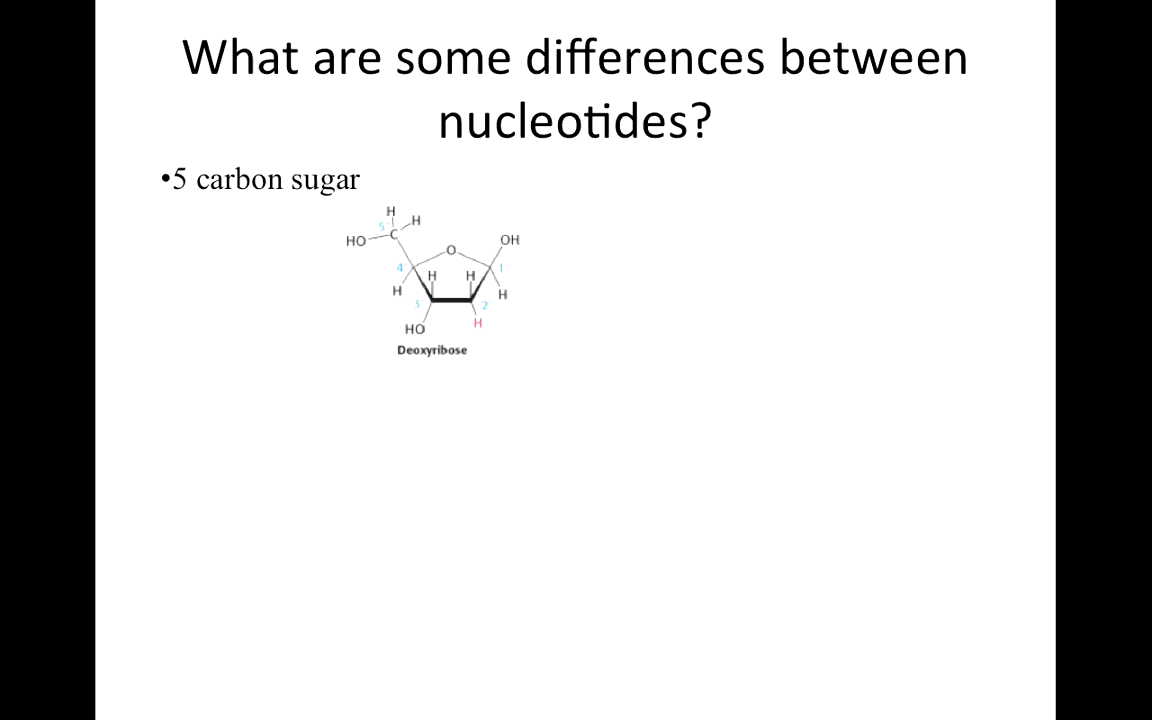 What are some differences between
nucleotides?
•5 carbon sugar
H
5' H
HO C
O OH
4 H H 1
H H
3' 2'
HO H
Deoxyribose